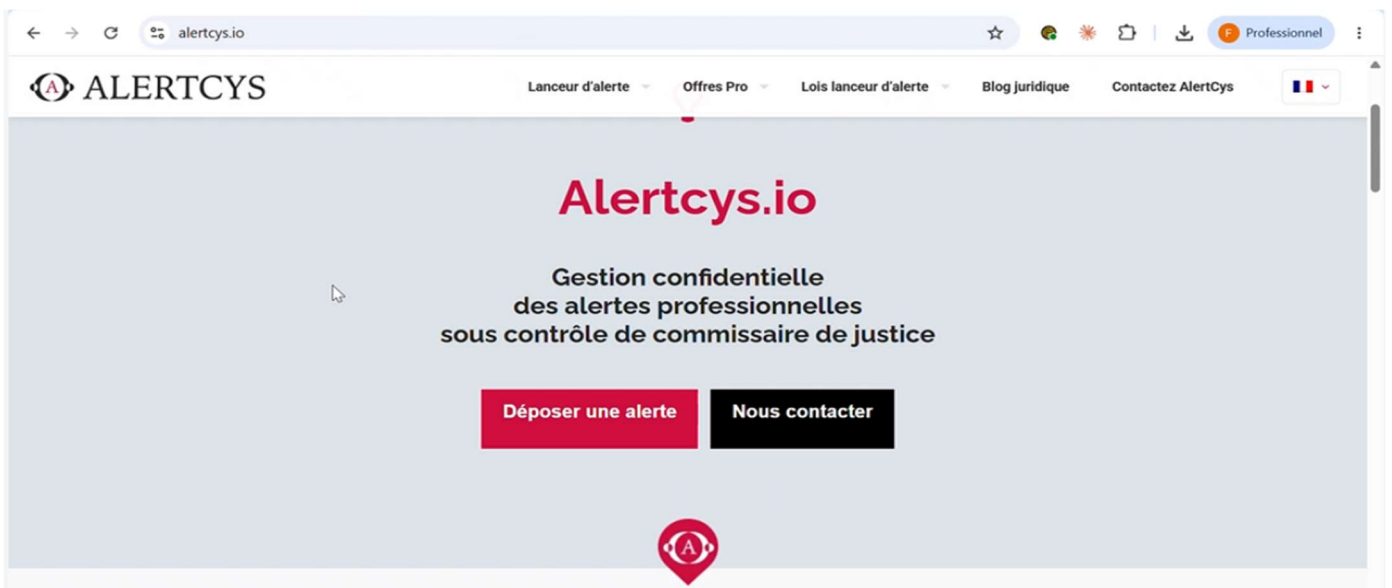 alertcys.io
F Professionnel
A ALERTCYS
Lanceur d'alerte Offres Pro Lois lanceur d'alerte Blog juridique Contactez AlertCys
Alertcys.io
Gestion confidentielle
des alertes professionnelles
sous contrôle de commissaire de justice
Déposer une alerte Nous contacter
A